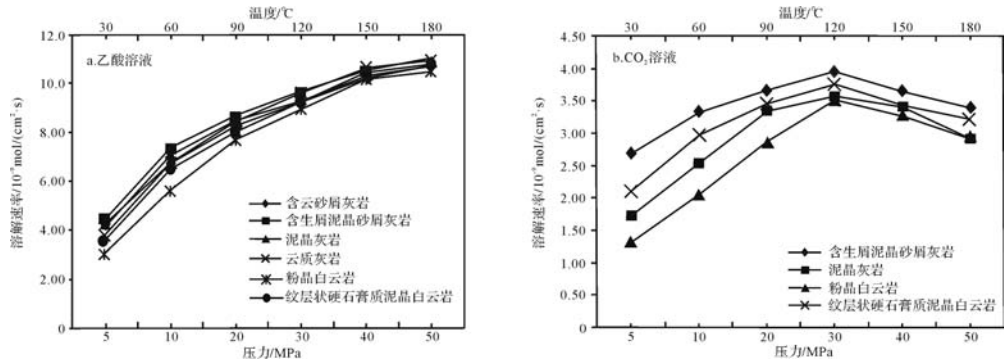 温度/℃
30 60 90 120 150 180
a.乙酸溶液
12.0
10.0
8.00
6.00
4.00
2.00
0
溶解速率/10⁻⁹mol/(cm²·s)
含云砂屑灰岩
含生屑泥晶砂屑灰岩
泥晶灰岩
云质灰岩
粉晶白云岩
纹层状硬石膏质泥晶白云岩
5 10 20 30 40 50
压力/MPa
温度/℃
30 60 90 120 150 180
b.CO₂溶液
4.50
4.00
3.50
3.00
2.50
2.00
1.50
1.00
0.50
0
溶解速率/10⁻⁹mol/(cm²·s)
含生屑泥晶砂屑灰岩
泥晶灰岩
粉晶白云岩
纹层状硬石膏质泥晶白云岩
5 10 20 30 40 50
压力/MPa